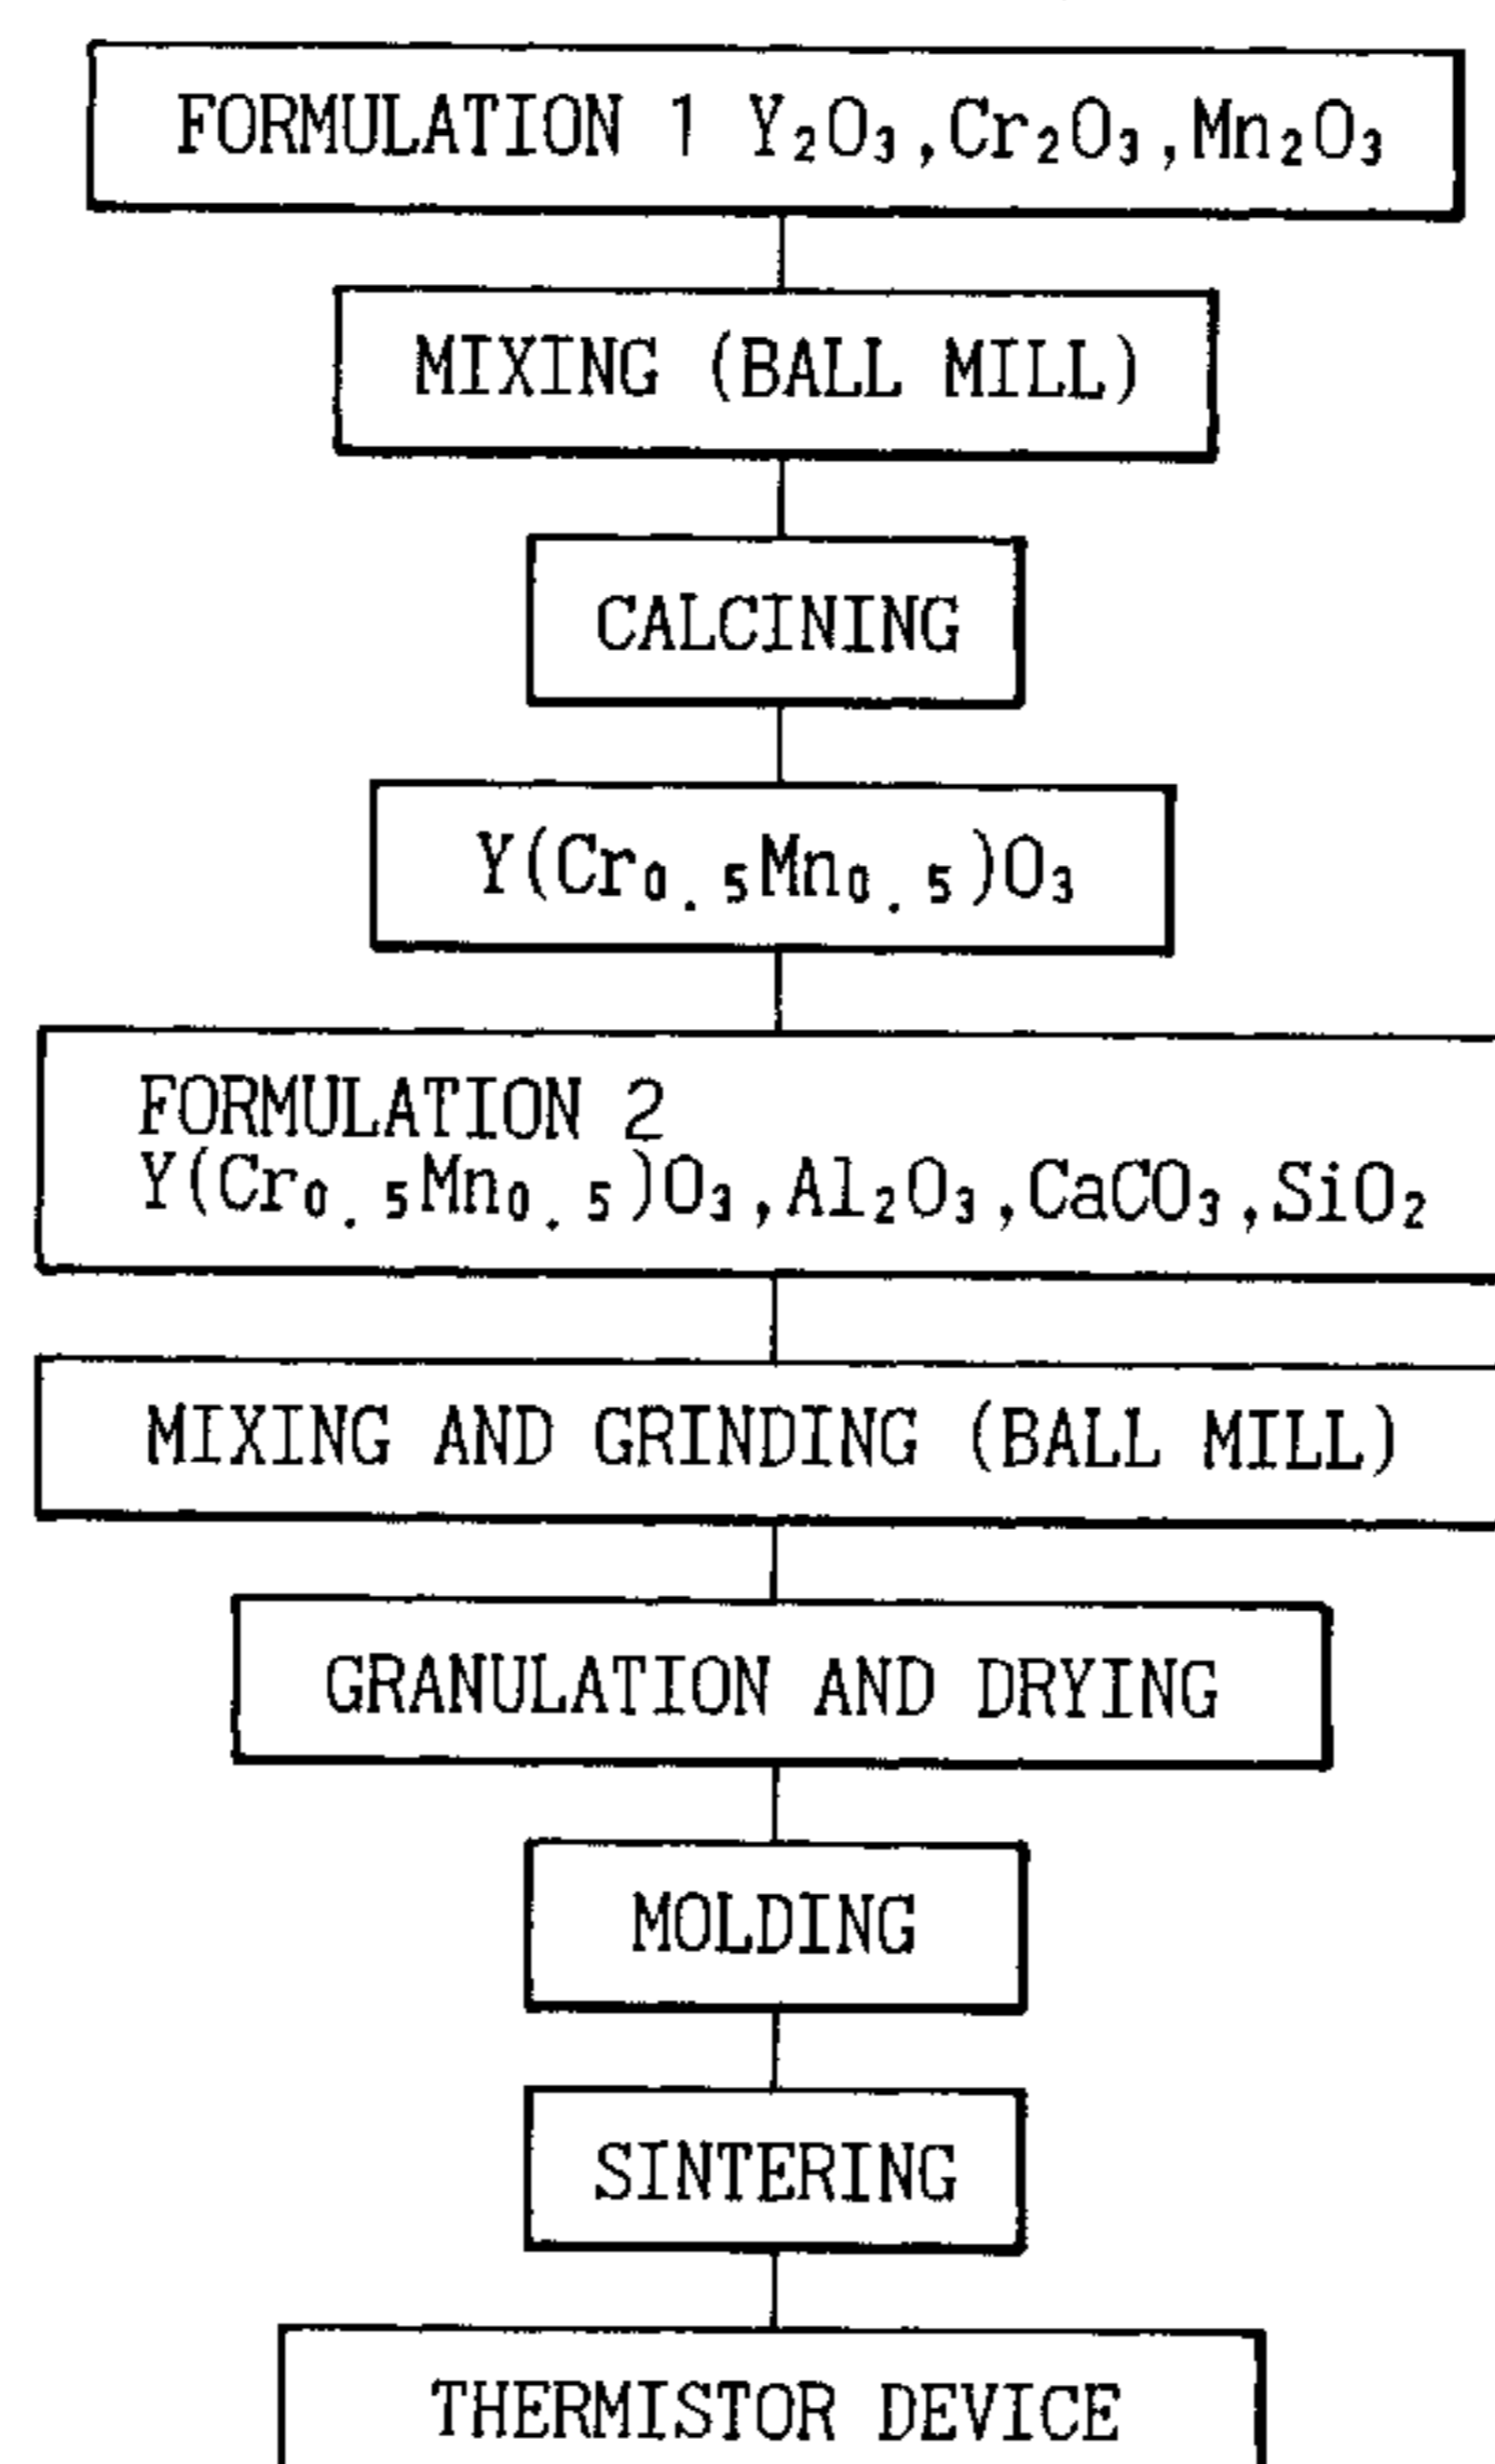 FORMULATION 1 Y₂O₃,Cr₂O₃,Mn₂O₃
MIXING (BALL MILL)
CALCINING
Y(Cr₀.₅Mn₀.₅)O₃
FORMULATION 2
Y(Cr₀.₅Mn₀.₅)O₃,Al₂O₃,CaCO₃,SiO₂
MIXING AND GRINDING (BALL MILL)
GRANULATION AND DRYING
MOLDING
SINTERING
THERMISTOR DEVICE